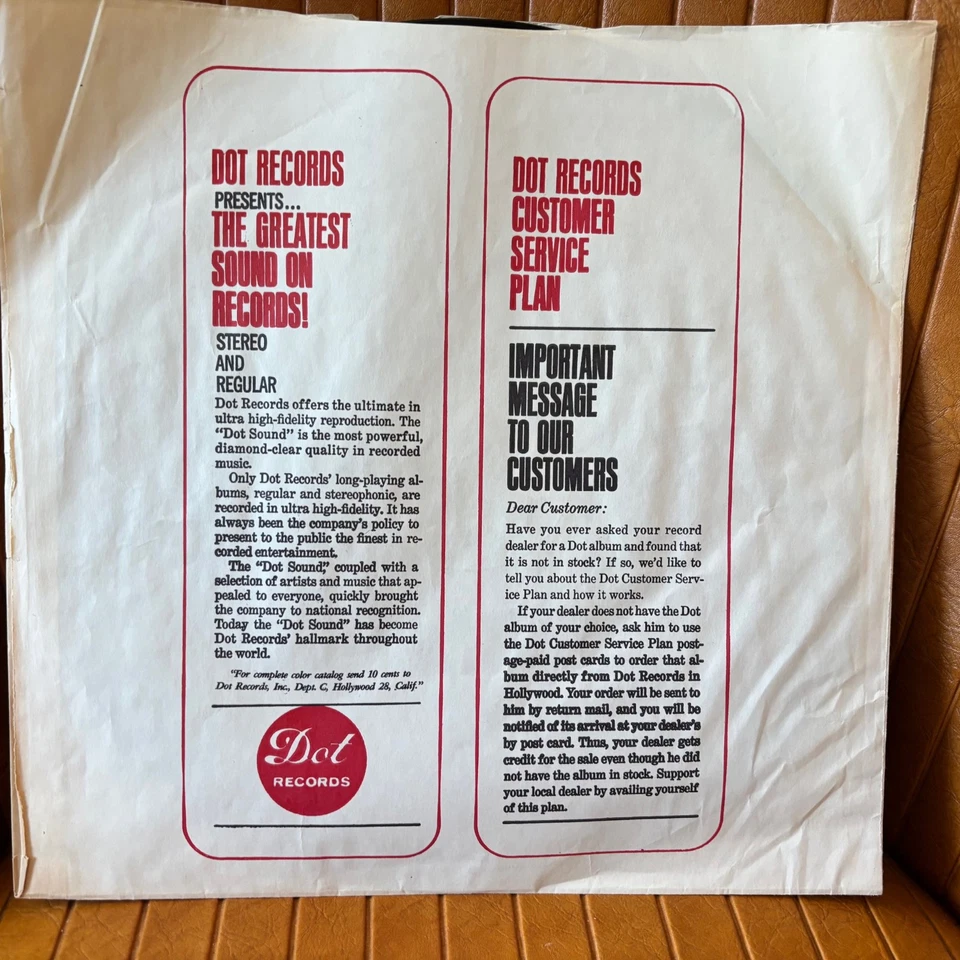 DOT RECORDS
PRESENTS...
THE GREATEST
SOUND ON
RECORDS!
STEREO
AND
REGULAR
Dot Records offers the ultimate in
ultra high-fidelity reproduction. The
“Dot Sound” is the most powerful,
diamond-clear quality in recorded
music.
Only Dot Records’ long-playing al-
bums, regular and stereophonic, are
recorded in ultra high-fidelity. It has
always been the company’s policy to
present to the public the finest in re-
corded entertainment.
The “Dot Sound,” coupled with a
selection of artists and music that ap-
pealed to everyone, quickly brought
the company to national recognition.
Today the “Dot Sound” has become
Dot Records’ hallmark throughout
the world.
“For complete color catalog send 10 cents to
Dot Records, Inc., Dept. C, Hollywood 28, Calif.”
Dot
RECORDS
DOT RECORDS
CUSTOMER
SERVICE
PLAN
IMPORTANT
MESSAGE
TO OUR
CUSTOMERS
Dear Customer:
Have you ever asked your record
dealer for a Dot album and found that
it is not in stock? If so, we’d like to
tell you about the Dot Customer Serv-
ice Plan and how it works.
If your dealer does not have the Dot
album of your choice, ask him to use
the Dot Customer Service Plan post-
age-paid post cards to order that al-
bum directly from Dot Records in
Hollywood. Your order will be sent to
him by return mail, and you will be
notified of its arrival at your dealer’s
by post card. Thus, your dealer gets
credit for the sale even though he did
not have the album in stock. Support
your local dealer by availing yourself
of this plan.